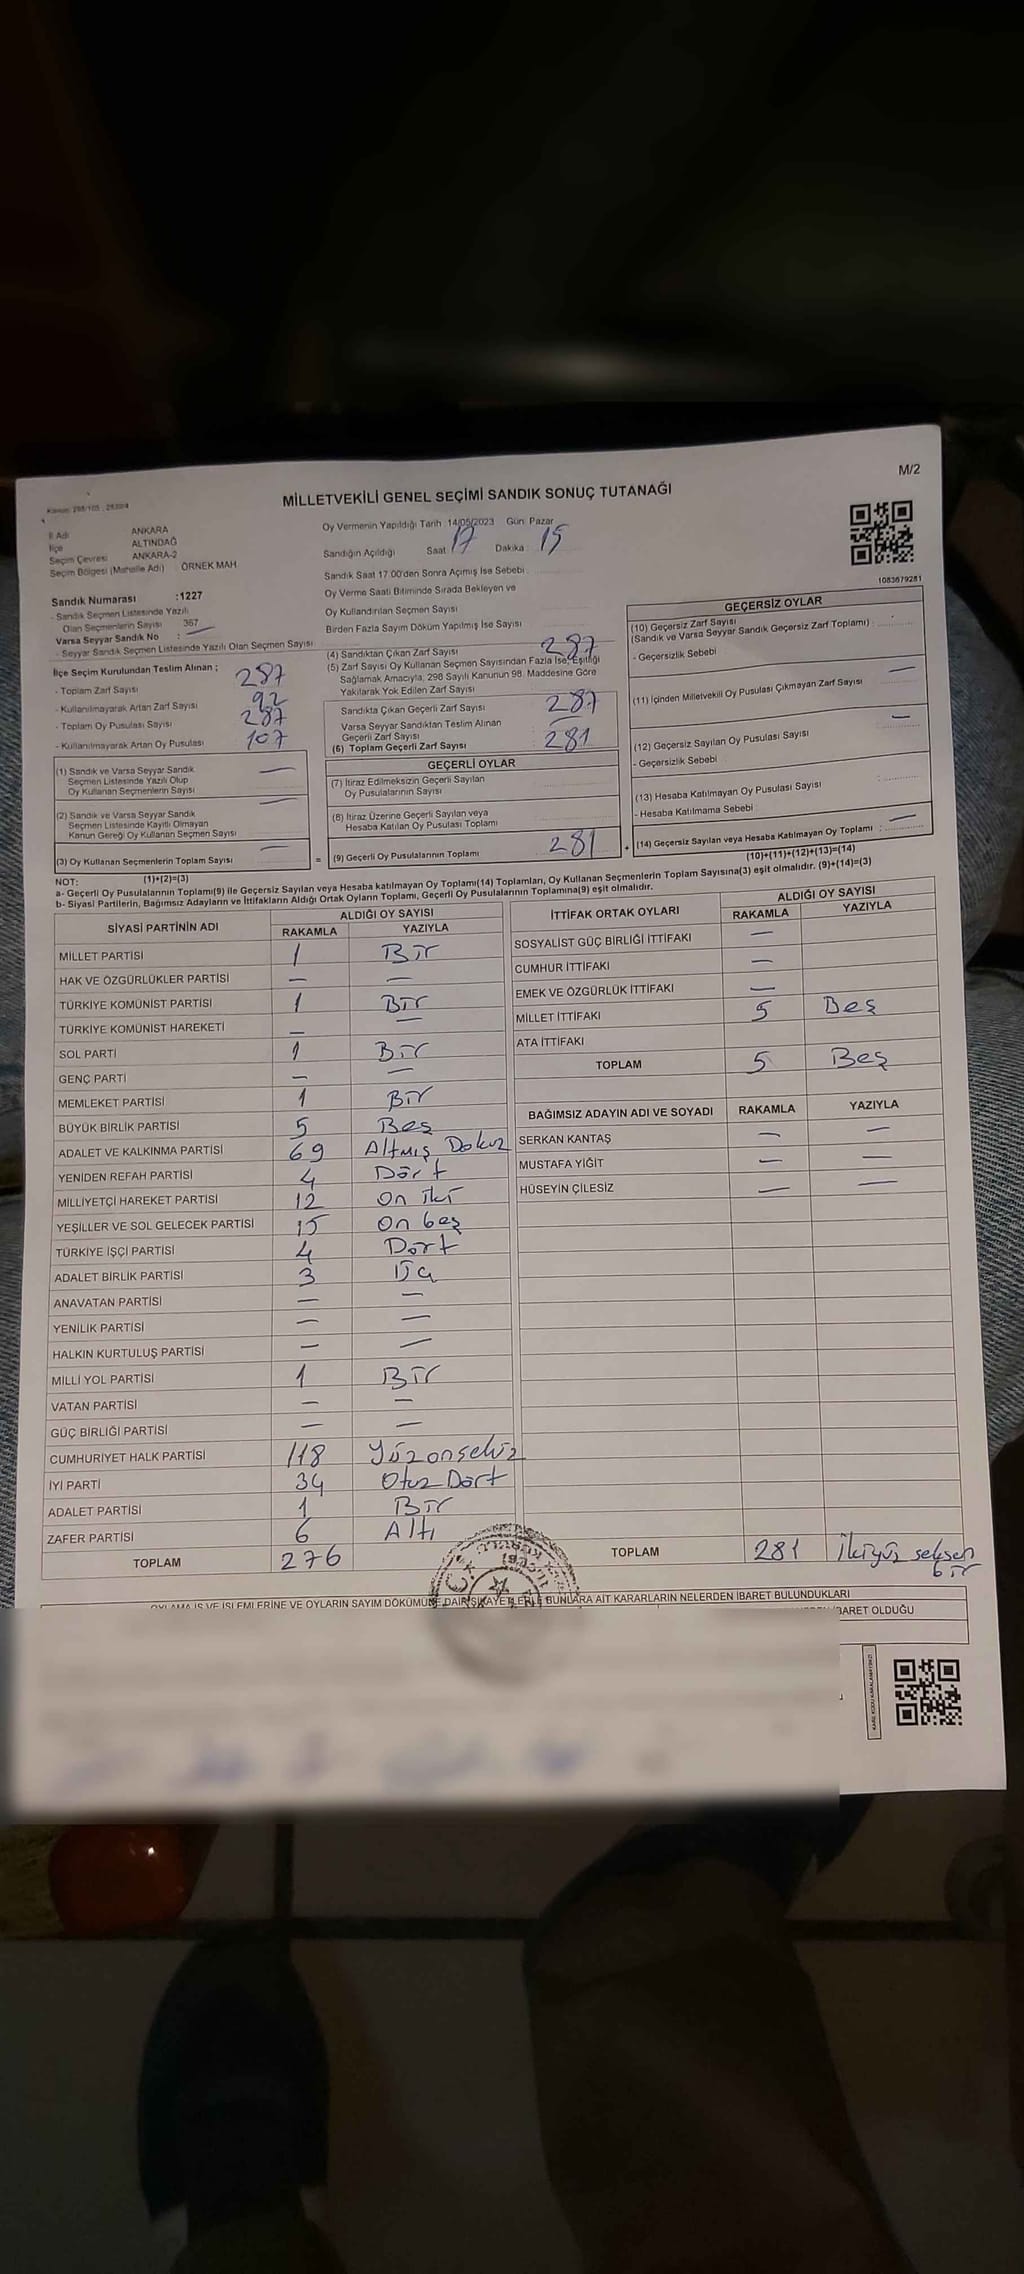 M/2
MİLLETVEKİLİ GENEL SEÇİMİ SANDIK SONUÇ TUTANAĞI
İl Adı ANKARA
İlçe ALTINDAĞ
Seçim Çevresi ANKARA-2
Seçim Bölgesi (Mahalle Adı) ÖRNEK MAH
Oy Vermenin Yapıldığı Tarih : 14/05/2023 Gün: Pazar
Sandığın Açıldığı Saat 17 Dakika : 15
Sandık Saat 17.00'den Sonra Açımış İse Sebebi :
Oy Verme Saati Bitiminde Sırada Bekleyen ve
Oy Kullandırılan Seçmen Sayısı
Birden Fazla Sayım Döküm Yapılmış İse Sayısı
1083679281
Sandık Numarası :1227
- Sandık Seçmen Listesinde Yazılı
Olan Seçmenlerin Sayısı 367
Varsa Seyyar Sandık No : —
- Seyyar Sandık Seçmen Listesinde Yazılı Olan Seçmen Sayısı
İlçe Seçim Kurulundan Teslim Alınan ;
- Toplam Zarf Sayısı 287
- Kullanılmayarak Artan Zarf Sayısı 92
- Toplam Oy Pusulası Sayısı 287
- Kullanılmayarak Artan Oy Pusulası 107
(1) Sandık ve Varsa Seyyar Sandık
Seçmen Listesinde Yazılı Olup
Oy Kullanan Seçmenlerin Sayısı —
(2) Sandık ve Varsa Seyyar Sandık
Seçmen Listesinde Kayıtlı Olmayan
Kanun Gereği Oy Kullanan Seçmen Sayısı —
(3) Oy Kullanan Seçmenlerin Toplam Sayısı — =
(1)+(2)=(3)
(4) Sandıktan Çıkan Zarf Sayısı 287
(5) Zarf Sayısı Oy Kullanan Seçmen Sayısından Fazla İse, Eşitliği
Sağlamak Amacıyla, 298 Sayılı Kanunun 98. Maddesine Göre
Yakılarak Yok Edilen Zarf Sayısı
Sandıkta Çıkan Geçerli Zarf Sayısı 287
Varsa Seyyar Sandıktan Teslim Alınan
Geçerli Zarf Sayısı —
(6) Toplam Geçerli Zarf Sayısı 281
GEÇERLİ OYLAR
(7) İtiraz Edilmeksizin Geçerli Sayılan
Oy Pusulalarının Sayısı
(8) İtiraz Üzerine Geçerli Sayılan veya
Hesaba Katılan Oy Pusulası Toplamı
(9) Geçerli Oy Pusulalarının Toplamı 281 +
GEÇERSİZ OYLAR
(10) Geçersiz Zarf Sayısı
(Sandık ve Varsa Seyyar Sandık Geçersiz Zarf Toplamı) :
- Geçersizlik Sebebi
(11) İçinden Milletvekili Oy Pusulası Çıkmayan Zarf Sayısı —
(12) Geçersiz Sayılan Oy Pusulası Sayısı —
- Geçersizlik Sebebi
(13) Hesaba Katılmayan Oy Pusulası Sayısı :
- Hesaba Katılmama Sebebi
(14) Geçersiz Sayılan veya Hesaba Katılmayan Oy Toplamı : —
(10)+(11)+(12)+(13)=(14)
NOT:
a- Geçerli Oy Pusulalarının Toplamı(9) ile Geçersiz Sayılan veya Hesaba katılmayan Oy Toplamı(14) Toplamları, Oy Kullanan Seçmenlerin Toplam Sayısına(3) eşit olmalıdır. (9)+(14)=(3)
b- Siyasi Partilerin, Bağımsız Adayların ve İttifakların Aldığı Ortak Oyların Toplamı, Geçerli Oy Pusulalarının Toplamına(9) eşit olmalıdır.
SİYASİ PARTİNİN ADI ALDIĞI OY SAYISI
RAKAMLA YAZIYLA
MİLLET PARTİSİ 1 Bir
HAK VE ÖZGÜRLÜKLER PARTİSİ — —
TÜRKİYE KOMÜNİST PARTİSİ 1 Bir
TÜRKİYE KOMÜNİST HAREKETİ — —
SOL PARTİ 1 Bir
GENÇ PARTİ — —
MEMLEKET PARTİSİ 1 Bir
BÜYÜK BİRLİK PARTİSİ 5 Beş
ADALET VE KALKINMA PARTİSİ 69 Altmış Dokuz
YENİDEN REFAH PARTİSİ 4 Dört
MİLLİYETÇİ HAREKET PARTİSİ 12 On iki
YEŞİLLER VE SOL GELECEK PARTİSİ 15 On beş
TÜRKİYE İŞÇİ PARTİSİ 4 Dört
ADALET BİRLİK PARTİSİ 3 Üç
ANAVATAN PARTİSİ — —
YENİLİK PARTİSİ — —
HALKIN KURTULUŞ PARTİSİ — —
MİLLİ YOL PARTİSİ 1 Bir
VATAN PARTİSİ — —
GÜÇ BİRLİĞİ PARTİSİ — —
CUMHURİYET HALK PARTİSİ 118 Yüzonsekiz
İYİ PARTİ 34 Otuz Dört
ADALET PARTİSİ 1 Bir
ZAFER PARTİSİ 6 Altı
TOPLAM 276
İTTİFAK ORTAK OYLARI ALDIĞI OY SAYISI
RAKAMLA YAZIYLA
SOSYALİST GÜÇ BİRLİĞİ İTTİFAKI —
CUMHUR İTTİFAKI —
EMEK VE ÖZGÜRLÜK İTTİFAKI —
MİLLET İTTİFAKI 5 Beş
ATA İTTİFAKI
TOPLAM 5 Beş
BAĞIMSIZ ADAYIN ADI VE SOYADI RAKAMLA YAZIYLA
SERKAN KANTAŞ — —
MUSTAFA YİĞİT — —
HÜSEYİN ÇİLESİZ — —
TOPLAM 281 İkiyüz seksen
bir
OYLAMA İŞ VE İŞLEMLERİNE VE OYLARIN SAYIM DÖKÜMÜNE DAİR ŞİKAYETLERLE BUNLARA AİT KARARLARIN NELERDEN İBARET BULUNDUKLARI
İBARET OLDUĞU